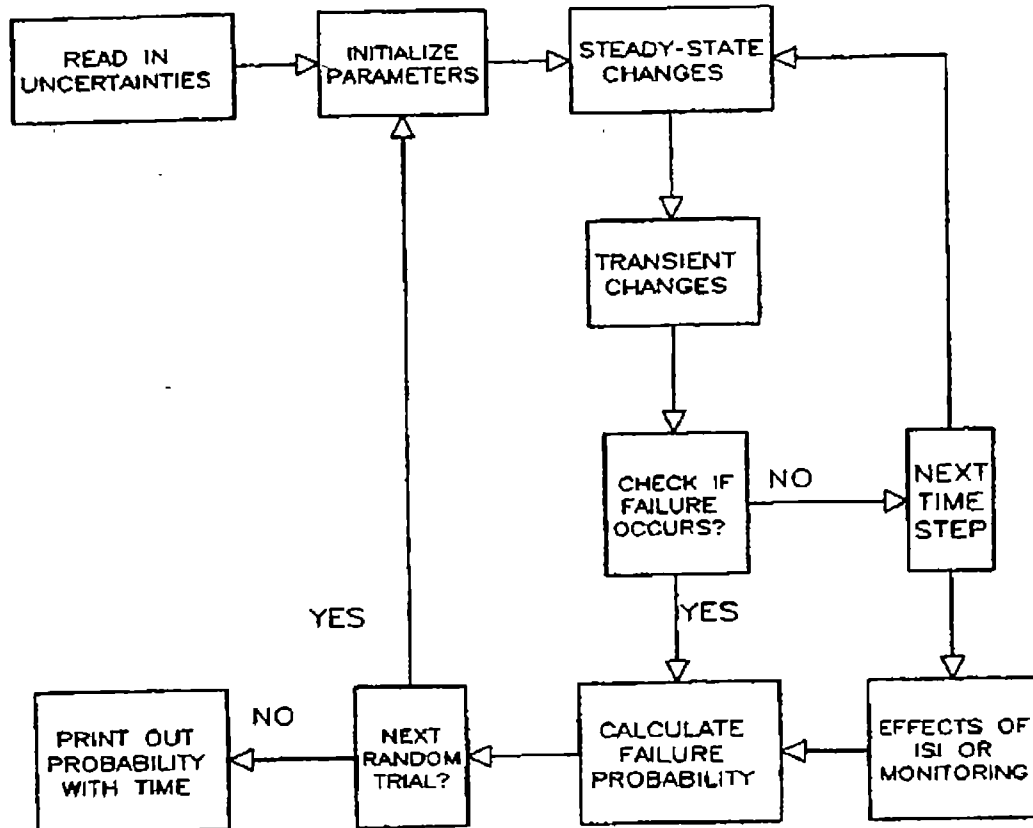 READ IN
UNCERTAINTIES
INITIALIZE
PARAMETERS
STEADY-STATE
CHANGES
TRANSIENT
CHANGES
CHECK IF
FAILURE
OCCURS?
NO
NEXT
TIME
STEP
YES
YES
PRINT OUT
PROBABILITY
WITH TIME
NO
NEXT
RANDOM
TRIAL?
CALCULATE
FAILURE
PROBABILITY
EFFECTS OF
ISI OR
MONITORING